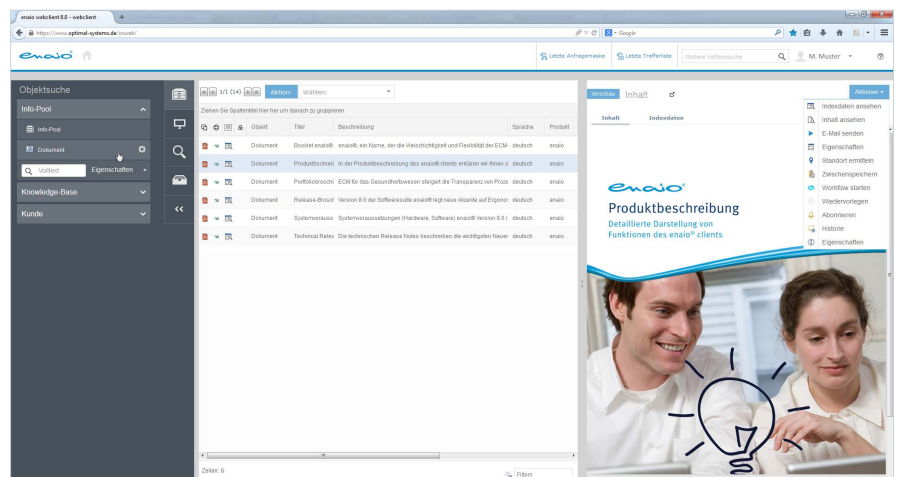 enaio webclient 8.0 - webclient
https://www.optimal-systems.de/osweb/
Google
enaio
Letzte Anfragemaske
Letzte Trefferliste
Globale Volltextsuche
M. Muster
Objektsuche
Info-Pool
Info-Pool
Dokument
Volltext
Eigenschaften
Knowledge-Base
Kunde
<<
1/1 (14)
Aktion:
Wählen:
Ziehen Sie Spaltentitel hier her um danach zu gruppieren
Objekt Titel Beschreibung Sprache Produkt
Dokument Booklet enaio® enaio®, ein Name, der die Vielschichtigkeit und Flexibilität der ECM- deutsch enaio
Dokument Produktbeschrei In der Produktbeschreibung des enaio® clients erklären wir Ihnen d deutsch enaio
Dokument Portfoliobroschi ECM für das Gesundheitswesen steigert die Transparenz von Proze deutsch enaio
Dokument Release-Brosch Version 8.0 der Softwaresuite enaio® legt neue Akzente auf Ergonon deutsch enaio
Dokument Systemvorauss Systemvoraussetzungen (Hardware, Software) enaio® Version 8.0 ( deutsch enaio
Dokument Technical Relea Die technischen Release Notes beschreiben die wichtigsten Neuer deutsch enaio
Zeilen: 6
Filtern
Vorschau
Inhalt
Aktionen
Inhalt
Indexdaten
Indexdaten ansehen
Inhalt ansehen
E-Mail senden
Eigenschaften
Standort ermitteln
Zwischenspeichern
Workflow starten
Wiedervorlegen
Abonnieren
Historie
Eigenschaften
enaio®
Produktbeschreibung
Detaillierte Darstellung von
Funktionen des enaio® clients